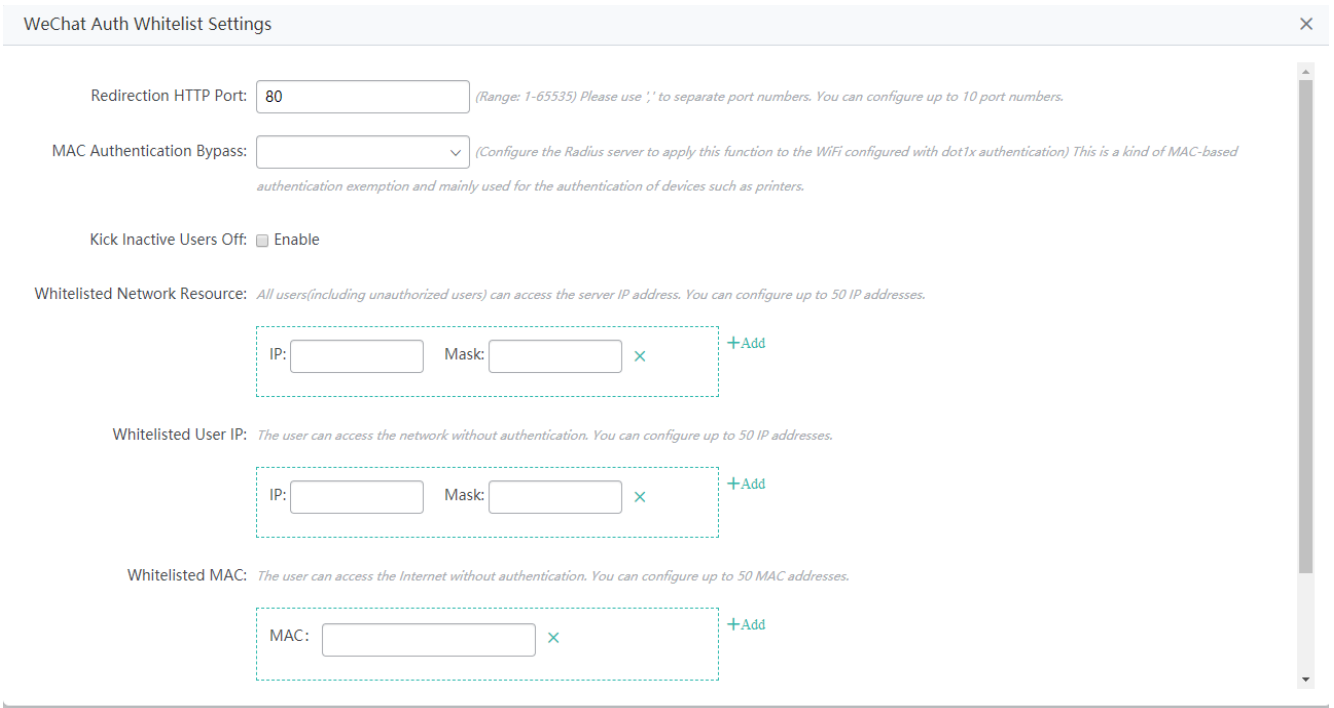 WeChat Auth Whitelist Settings
Redirection HTTP Port: 80 (Range: 1-65535) Please use ',' to separate port numbers. You can configure up to 10 port numbers.
MAC Authentication Bypass: (Configure the Radius server to apply this function to the WiFi configured with dot1x authentication) This is a kind of MAC-based
authentication exemption and mainly used for the authentication of devices such as printers.
Kick Inactive Users Off: Enable
Whitelisted Network Resource: All users(including unauthorized users) can access the server IP address. You can configure up to 50 IP addresses.
IP: Mask: +Add
Whitelisted User IP: The user can access the network without authentication. You can configure up to 50 IP addresses.
IP: Mask: +Add
Whitelisted MAC: The user can access the Internet without authentication. You can configure up to 50 MAC addresses.
MAC: +Add